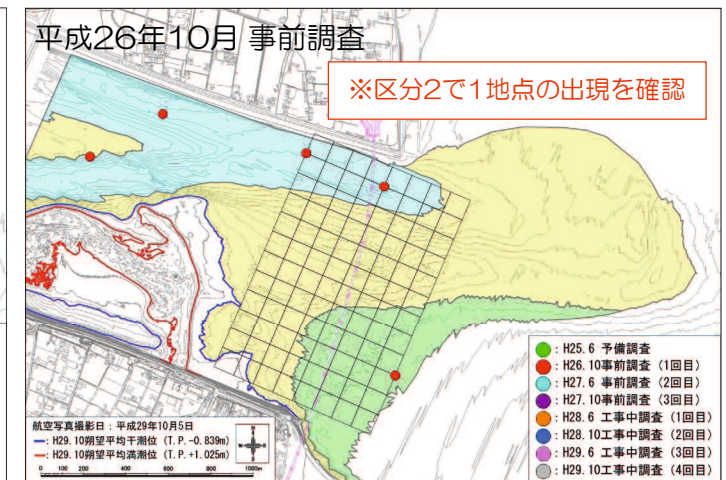 平成26年10月 事前調査
※区分2で1地点の出現を確認
：H25.6 予備調査
：H26.10事前調査（1回目）
：H27.6 事前調査（2回目）
：H27.10事前調査（3回目）
：H28.6 工事中調査（1回目）
：H28.10工事中調査（2回目）
：H29.6 工事中調査（3回目）
：H29.10工事中調査（4回目）
航空写真撮影日：平成29年10月5日
：H29.10朔望平均干潮位（T.P.-0.839m）
：H29.10朔望平均満潮位（T.P.+1.025m）
0 100 200 400 600 800 1000m